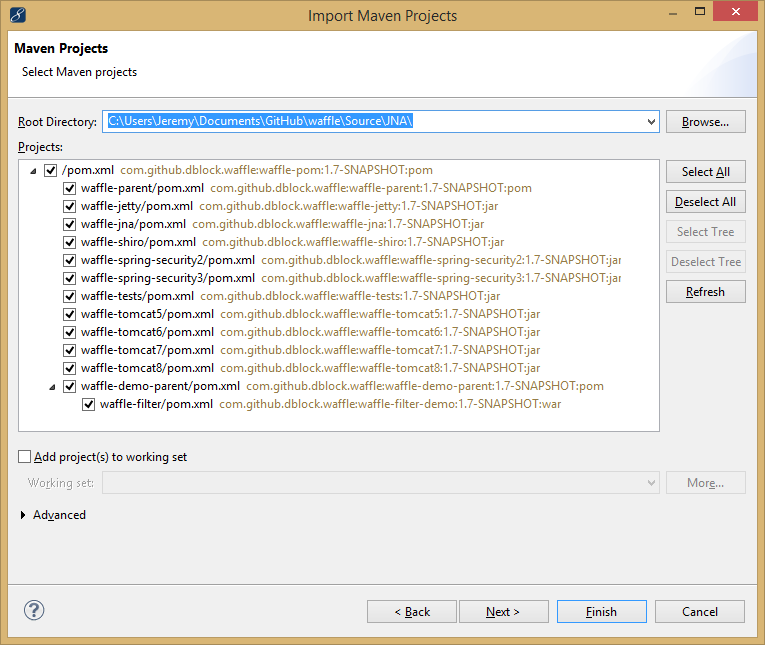 Import Maven Projects
Maven Projects
Select Maven projects
Root Directory: C:\Users\Jeremy\Documents\GitHub\waffle\Source\JNA\ Browse...
Projects:
/pom.xml com.github.dblock.waffle:waffle-pom:1.7-SNAPSHOT:pom
waffle-parent/pom.xml com.github.dblock.waffle:waffle-parent:1.7-SNAPSHOT:pom
waffle-jetty/pom.xml com.github.dblock.waffle:waffle-jetty:1.7-SNAPSHOT:jar
waffle-jna/pom.xml com.github.dblock.waffle:waffle-jna:1.7-SNAPSHOT:jar
waffle-shiro/pom.xml com.github.dblock.waffle:waffle-shiro:1.7-SNAPSHOT:jar
waffle-spring-security2/pom.xml com.github.dblock.waffle:waffle-spring-security2:1.7-SNAPSHOT:jar
waffle-spring-security3/pom.xml com.github.dblock.waffle:waffle-spring-security3:1.7-SNAPSHOT:jar
waffle-tests/pom.xml com.github.dblock.waffle:waffle-tests:1.7-SNAPSHOT:jar
waffle-tomcat5/pom.xml com.github.dblock.waffle:waffle-tomcat5:1.7-SNAPSHOT:jar
waffle-tomcat6/pom.xml com.github.dblock.waffle:waffle-tomcat6:1.7-SNAPSHOT:jar
waffle-tomcat7/pom.xml com.github.dblock.waffle:waffle-tomcat7:1.7-SNAPSHOT:jar
waffle-tomcat8/pom.xml com.github.dblock.waffle:waffle-tomcat8:1.7-SNAPSHOT:jar
waffle-demo-parent/pom.xml com.github.dblock.waffle:waffle-demo-parent:1.7-SNAPSHOT:pom
waffle-filter/pom.xml com.github.dblock.waffle:waffle-filter-demo:1.7-SNAPSHOT:war
Select All
Deselect All
Select Tree
Deselect Tree
Refresh
Add project(s) to working set
Working set: More...
Advanced
? < Back Next > Finish Cancel